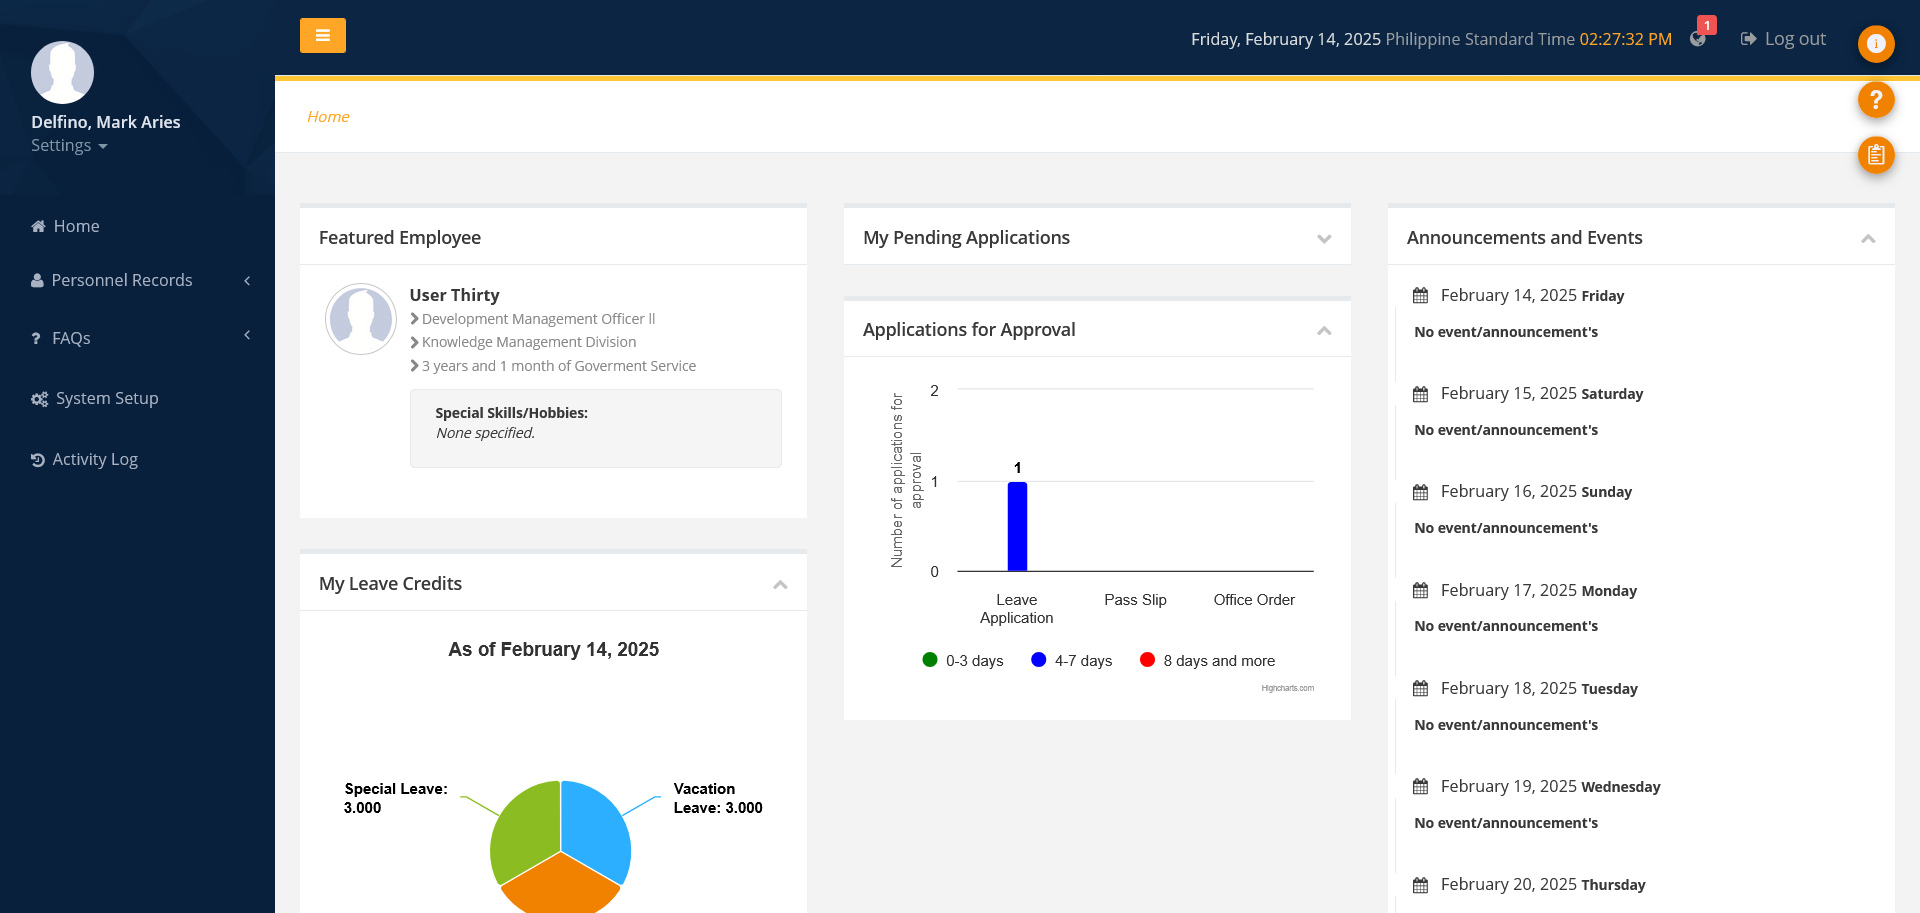 Delfino, Mark Aries
Settings
Home
Personnel Records
FAQs
System Setup
Activity Log
Friday, February 14, 2025 Philippine Standard Time 02:27:32 PM
1
Log out
Home
Featured Employee
User Thirty
Development Management Officer ll
Knowledge Management Division
3 years and 1 month of Goverment Service
Special Skills/Hobbies:
None specified.
My Leave Credits
As of February 14, 2025
Special Leave:
3.000
Vacation
Leave: 3.000
My Pending Applications
Applications for Approval
Number of applications for
approval
2
1
0
1
Leave
Application
Pass Slip
Office Order
0-3 days
4-7 days
8 days and more
Highcharts.com
Announcements and Events
February 14, 2025 Friday
No event/announcement's
February 15, 2025 Saturday
No event/announcement's
February 16, 2025 Sunday
No event/announcement's
February 17, 2025 Monday
No event/announcement's
February 18, 2025 Tuesday
No event/announcement's
February 19, 2025 Wednesday
No event/announcement's
February 20, 2025 Thursday